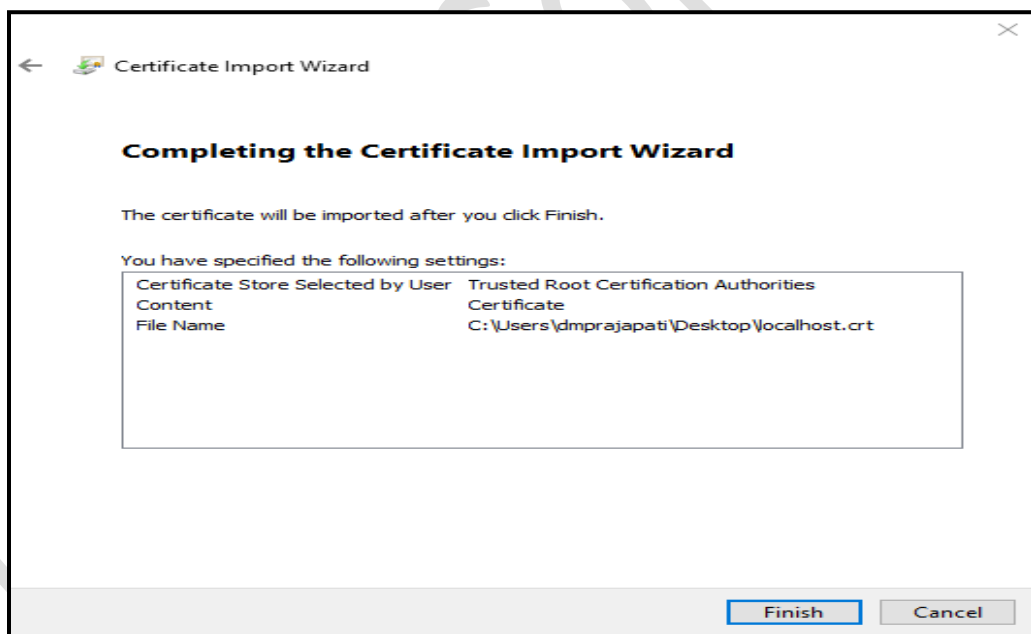 Certificate Import Wizard
Completing the Certificate Import Wizard
The certificate will be imported after you click Finish.
You have specified the following settings:
Certificate Store Selected by User Trusted Root Certification Authorities
Content Certificate
File Name C:\Users\dmprajapati\Desktop\localhost.crt
Finish Cancel